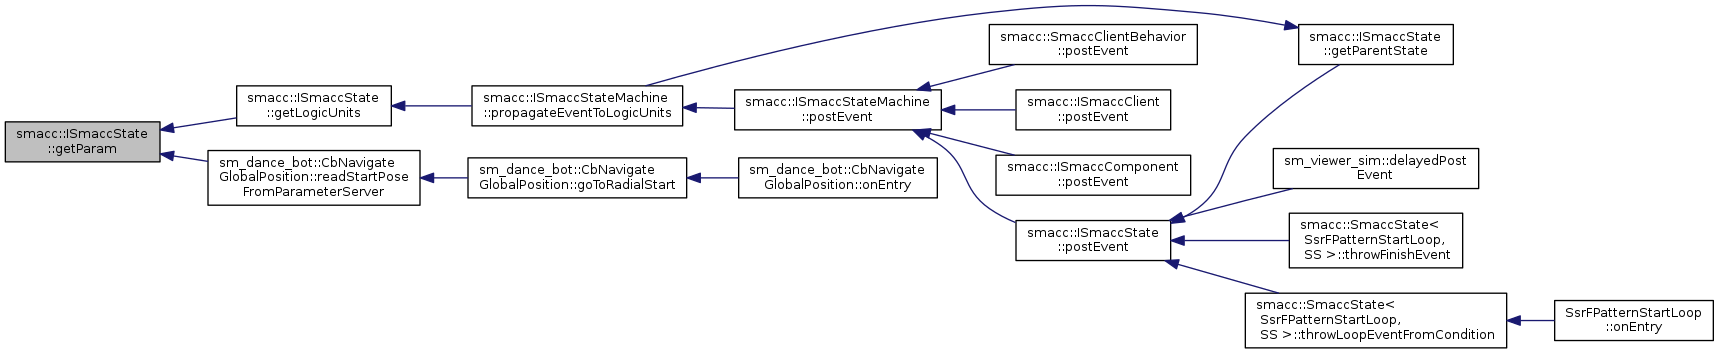 smacc::ISmaccState
::getParam
smacc::ISmaccState
::getLogicUnits
sm_dance_bot::CbNavigate
GlobalPosition::readStartPose
FromParameterServer
smacc::ISmaccStateMachine
::propagateEventToLogicUnits
sm_dance_bot::CbNavigate
GlobalPosition::goToRadialStart
smacc::ISmaccStateMachine
::postEvent
sm_dance_bot::CbNavigate
GlobalPosition::onEntry
smacc::SmaccClientBehavior
::postEvent
smacc::ISmaccClient
::postEvent
smacc::ISmaccComponent
::postEvent
smacc::ISmaccState
::postEvent
smacc::ISmaccState
::getParentState
sm_viewer_sim::delayedPost
Event
smacc::SmaccState<
SsrFPatternStartLoop,
SS >::throwFinishEvent
smacc::SmaccState<
SsrFPatternStartLoop,
SS >::throwLoopEventFromCondition
SsrFPatternStartLoop
::onEntry